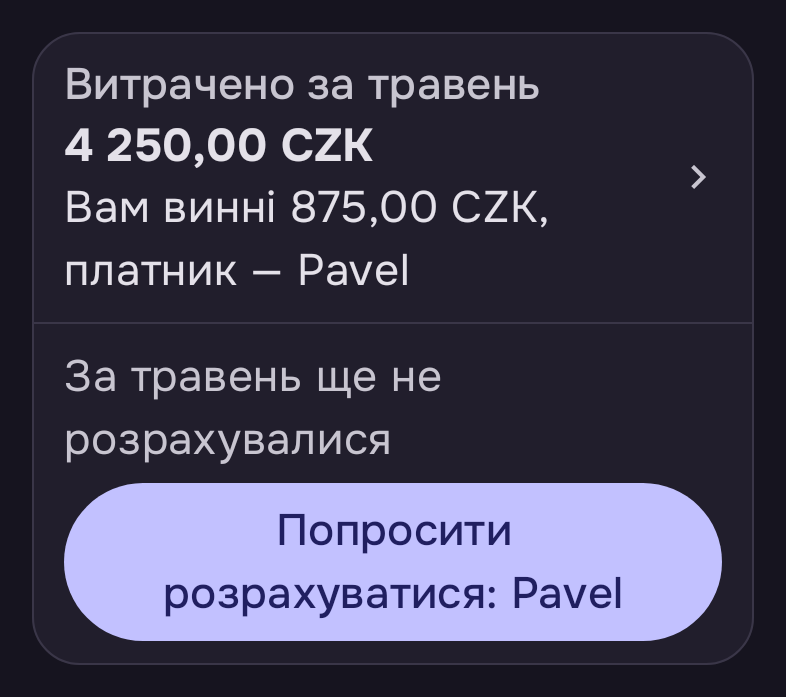 Витрачено за травень
4 250,00 CZK
Вам винні 875,00 CZK,
платник — Pavel
За травень ще не
розрахувалися
Попросити
розрахуватися: Pavel